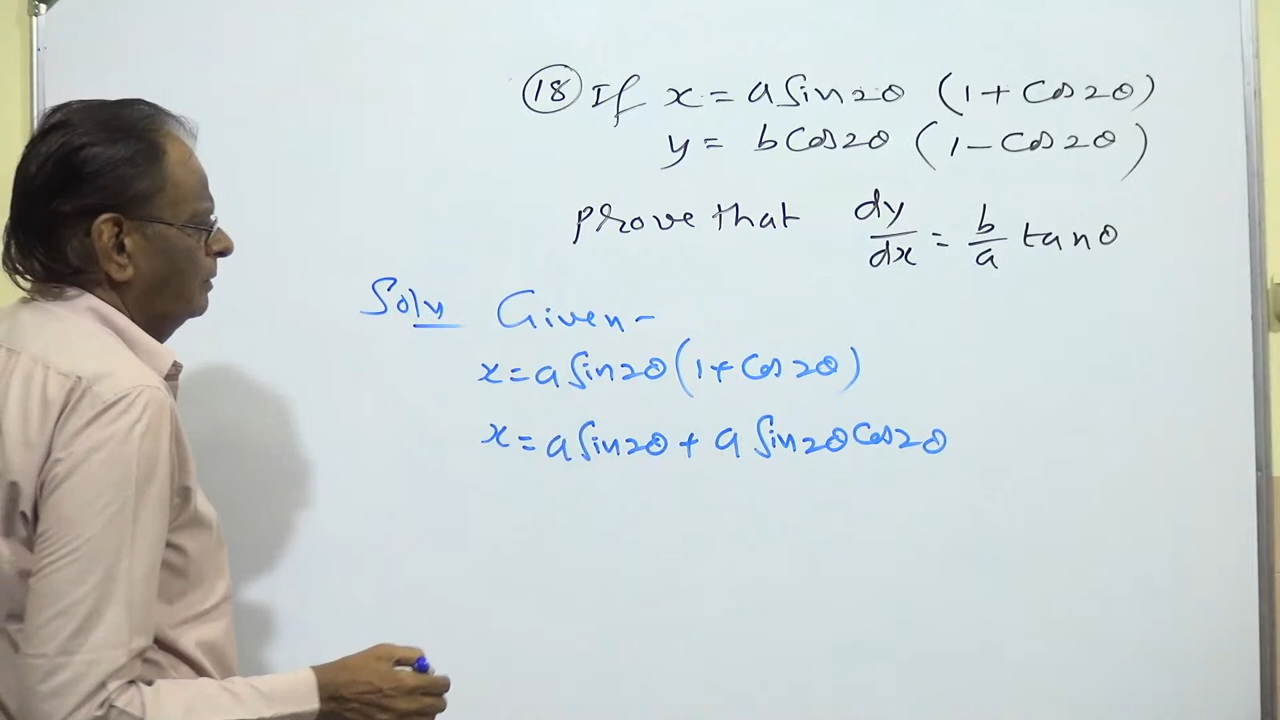 (18) If x = a Sin2θ (1 + Cos2θ)
y = b Cos2θ (1 - Cos2θ)
prove that dy/dx = b/a tanθ
Soln Given -
x = a Sin2θ (1 + Cos2θ)
x = a Sin2θ + a Sin2θ Cos2θ